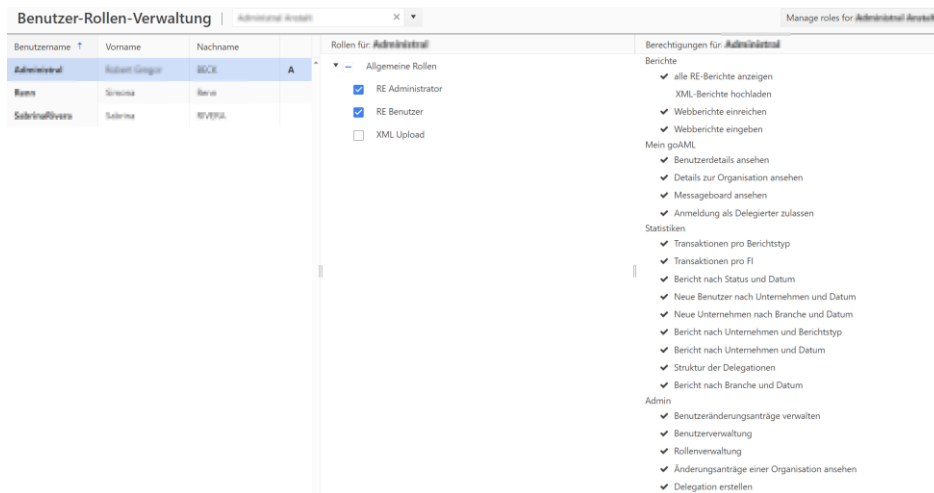 Benutzer-Rollen-Verwaltung
Manage roles for
Benutzername ↑ Vorname Nachname
BECK A
RIVERA
Rollen für:
Allgemeine Rollen
RE Administrator
RE Benutzer
XML Upload
Berechtigungen für:
Berichte
alle RE-Berichte anzeigen
XML-Berichte hochladen
Webberichte einreichen
Webberichte eingeben
Mein goAML
Benutzerdetails ansehen
Details zur Organisation ansehen
Messageboard ansehen
Anmeldung als Delegierter zulassen
Statistiken
Transaktionen pro Berichtstyp
Transaktionen pro FI
Bericht nach Status und Datum
Neue Benutzer nach Unternehmen und Datum
Neue Unternehmen nach Branche und Datum
Bericht nach Unternehmen und Berichtstyp
Bericht nach Unternehmen und Datum
Struktur der Delegationen
Bericht nach Branche und Datum
Admin
Benutzeränderungsanträge verwalten
Benutzerverwaltung
Rollenverwaltung
Änderungsanträge einer Organisation ansehen
Delegation erstellen